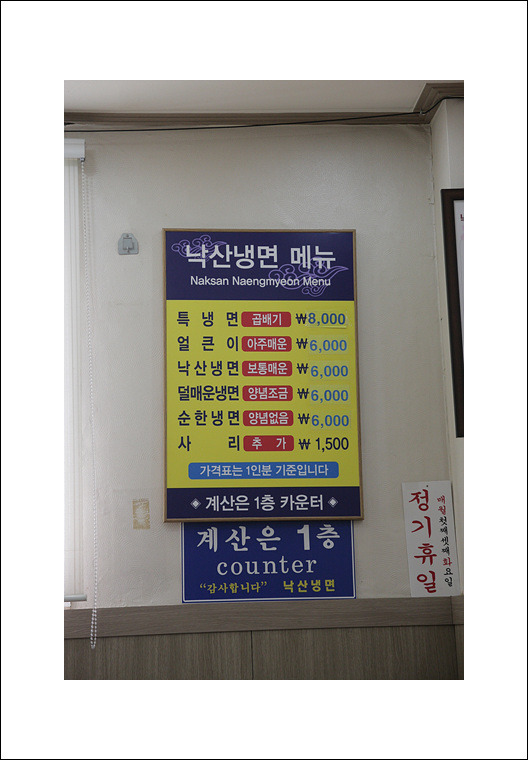 낙산냉면 메뉴
Naksan Naengmyeon Menu
특 냉 면 곱배기 ₩8,000
얼 큰 이 아주매운 ₩6,000
낙산냉면 보통매운 ₩6,000
덜매운냉면 양념조금 ₩6,000
순한냉면 양념없음 ₩6,000
사 리 추 가 ₩1,500
가격표는 1인분 기준입니다
◈ 계산은 1층 카운터 ◈
계산은 1층
counter
“감사합니다” 낙산냉면
정기휴일
매월첫째셋째화요일